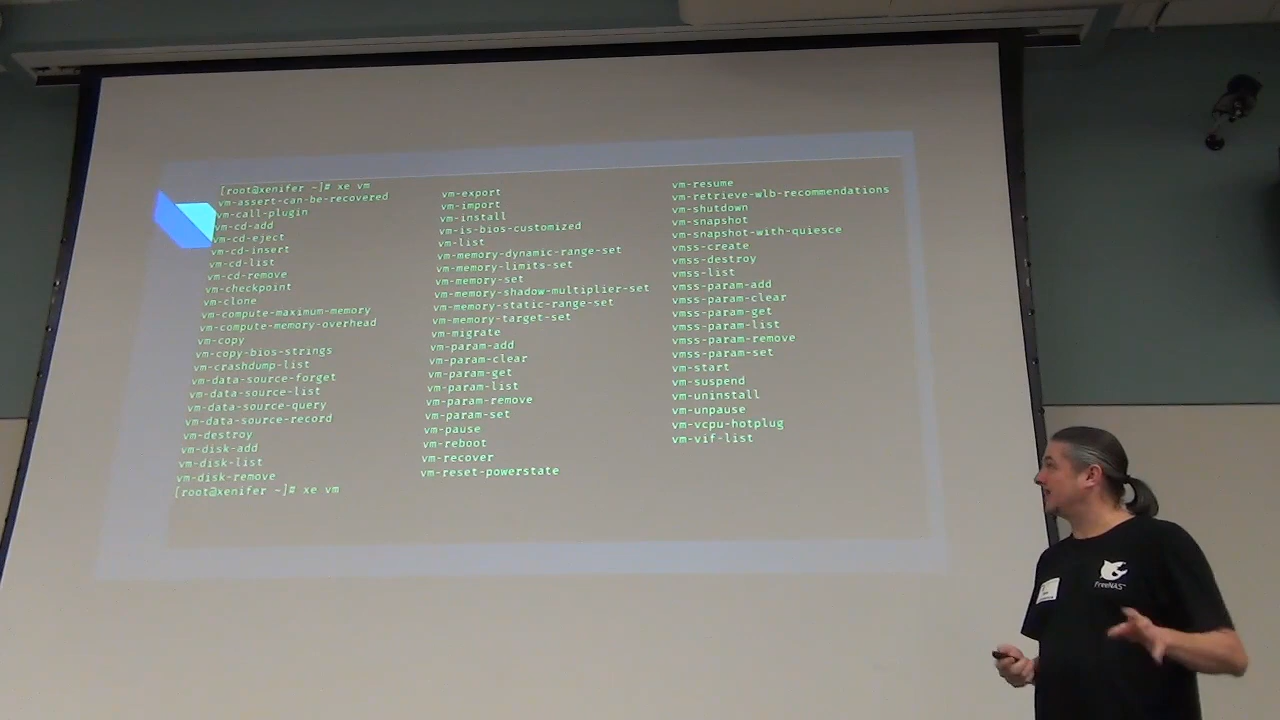 [root@xenifer ~]# xe vm
vm-assert-can-be-recovered
vm-call-plugin
vm-cd-add
vm-cd-eject
vm-cd-insert
vm-cd-list
vm-cd-remove
vm-checkpoint
vm-clone
vm-compute-maximum-memory
vm-compute-memory-overhead
vm-copy
vm-copy-bios-strings
vm-crashdump-list
vm-data-source-forget
vm-data-source-list
vm-data-source-query
vm-data-source-record
vm-destroy
vm-disk-add
vm-disk-list
vm-disk-remove
[root@xenifer ~]# xe vm
vm-export
vm-import
vm-install
vm-is-bios-customized
vm-list
vm-memory-dynamic-range-set
vm-memory-limits-set
vm-memory-set
vm-memory-shadow-multiplier-set
vm-memory-static-range-set
vm-memory-target-set
vm-migrate
vm-param-add
vm-param-clear
vm-param-get
vm-param-list
vm-param-remove
vm-param-set
vm-pause
vm-reboot
vm-recover
vm-reset-powerstate
vm-resume
vm-retrieve-wlb-recommendations
vm-shutdown
vm-snapshot
vm-snapshot-with-quiesce
vmss-create
vmss-destroy
vmss-list
vmss-param-add
vmss-param-clear
vmss-param-get
vmss-param-list
vmss-param-remove
vmss-param-set
vm-start
vm-suspend
vm-uninstall
vm-unpause
vm-vcpu-hotplug
vm-vif-list
FreeNAS™